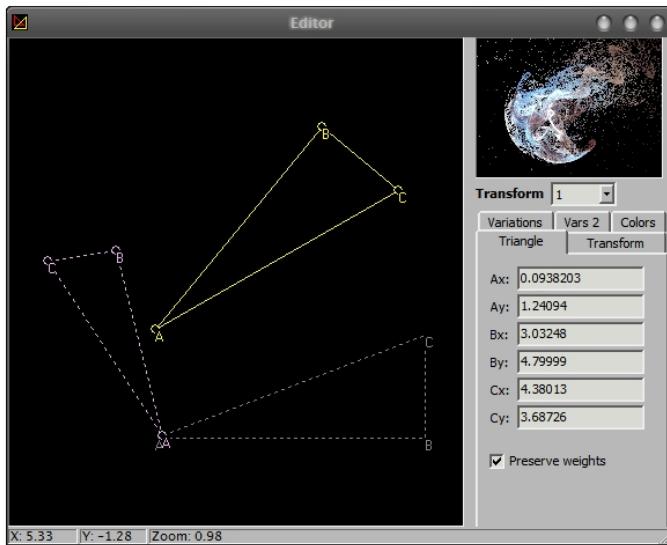 Editor
B
C
Transform 1
Variations Vars 2 Colors
Triangle Transform
B
C
Ax: 0.0938203
Ay: 1.24094
A
Bx: 3.03248
C
By: 4.79999
Cx: 4.38013
Cy: 3.68726
A A B
Preserve weights
X: 5.33 Y: -1.28 Zoom: 0.98